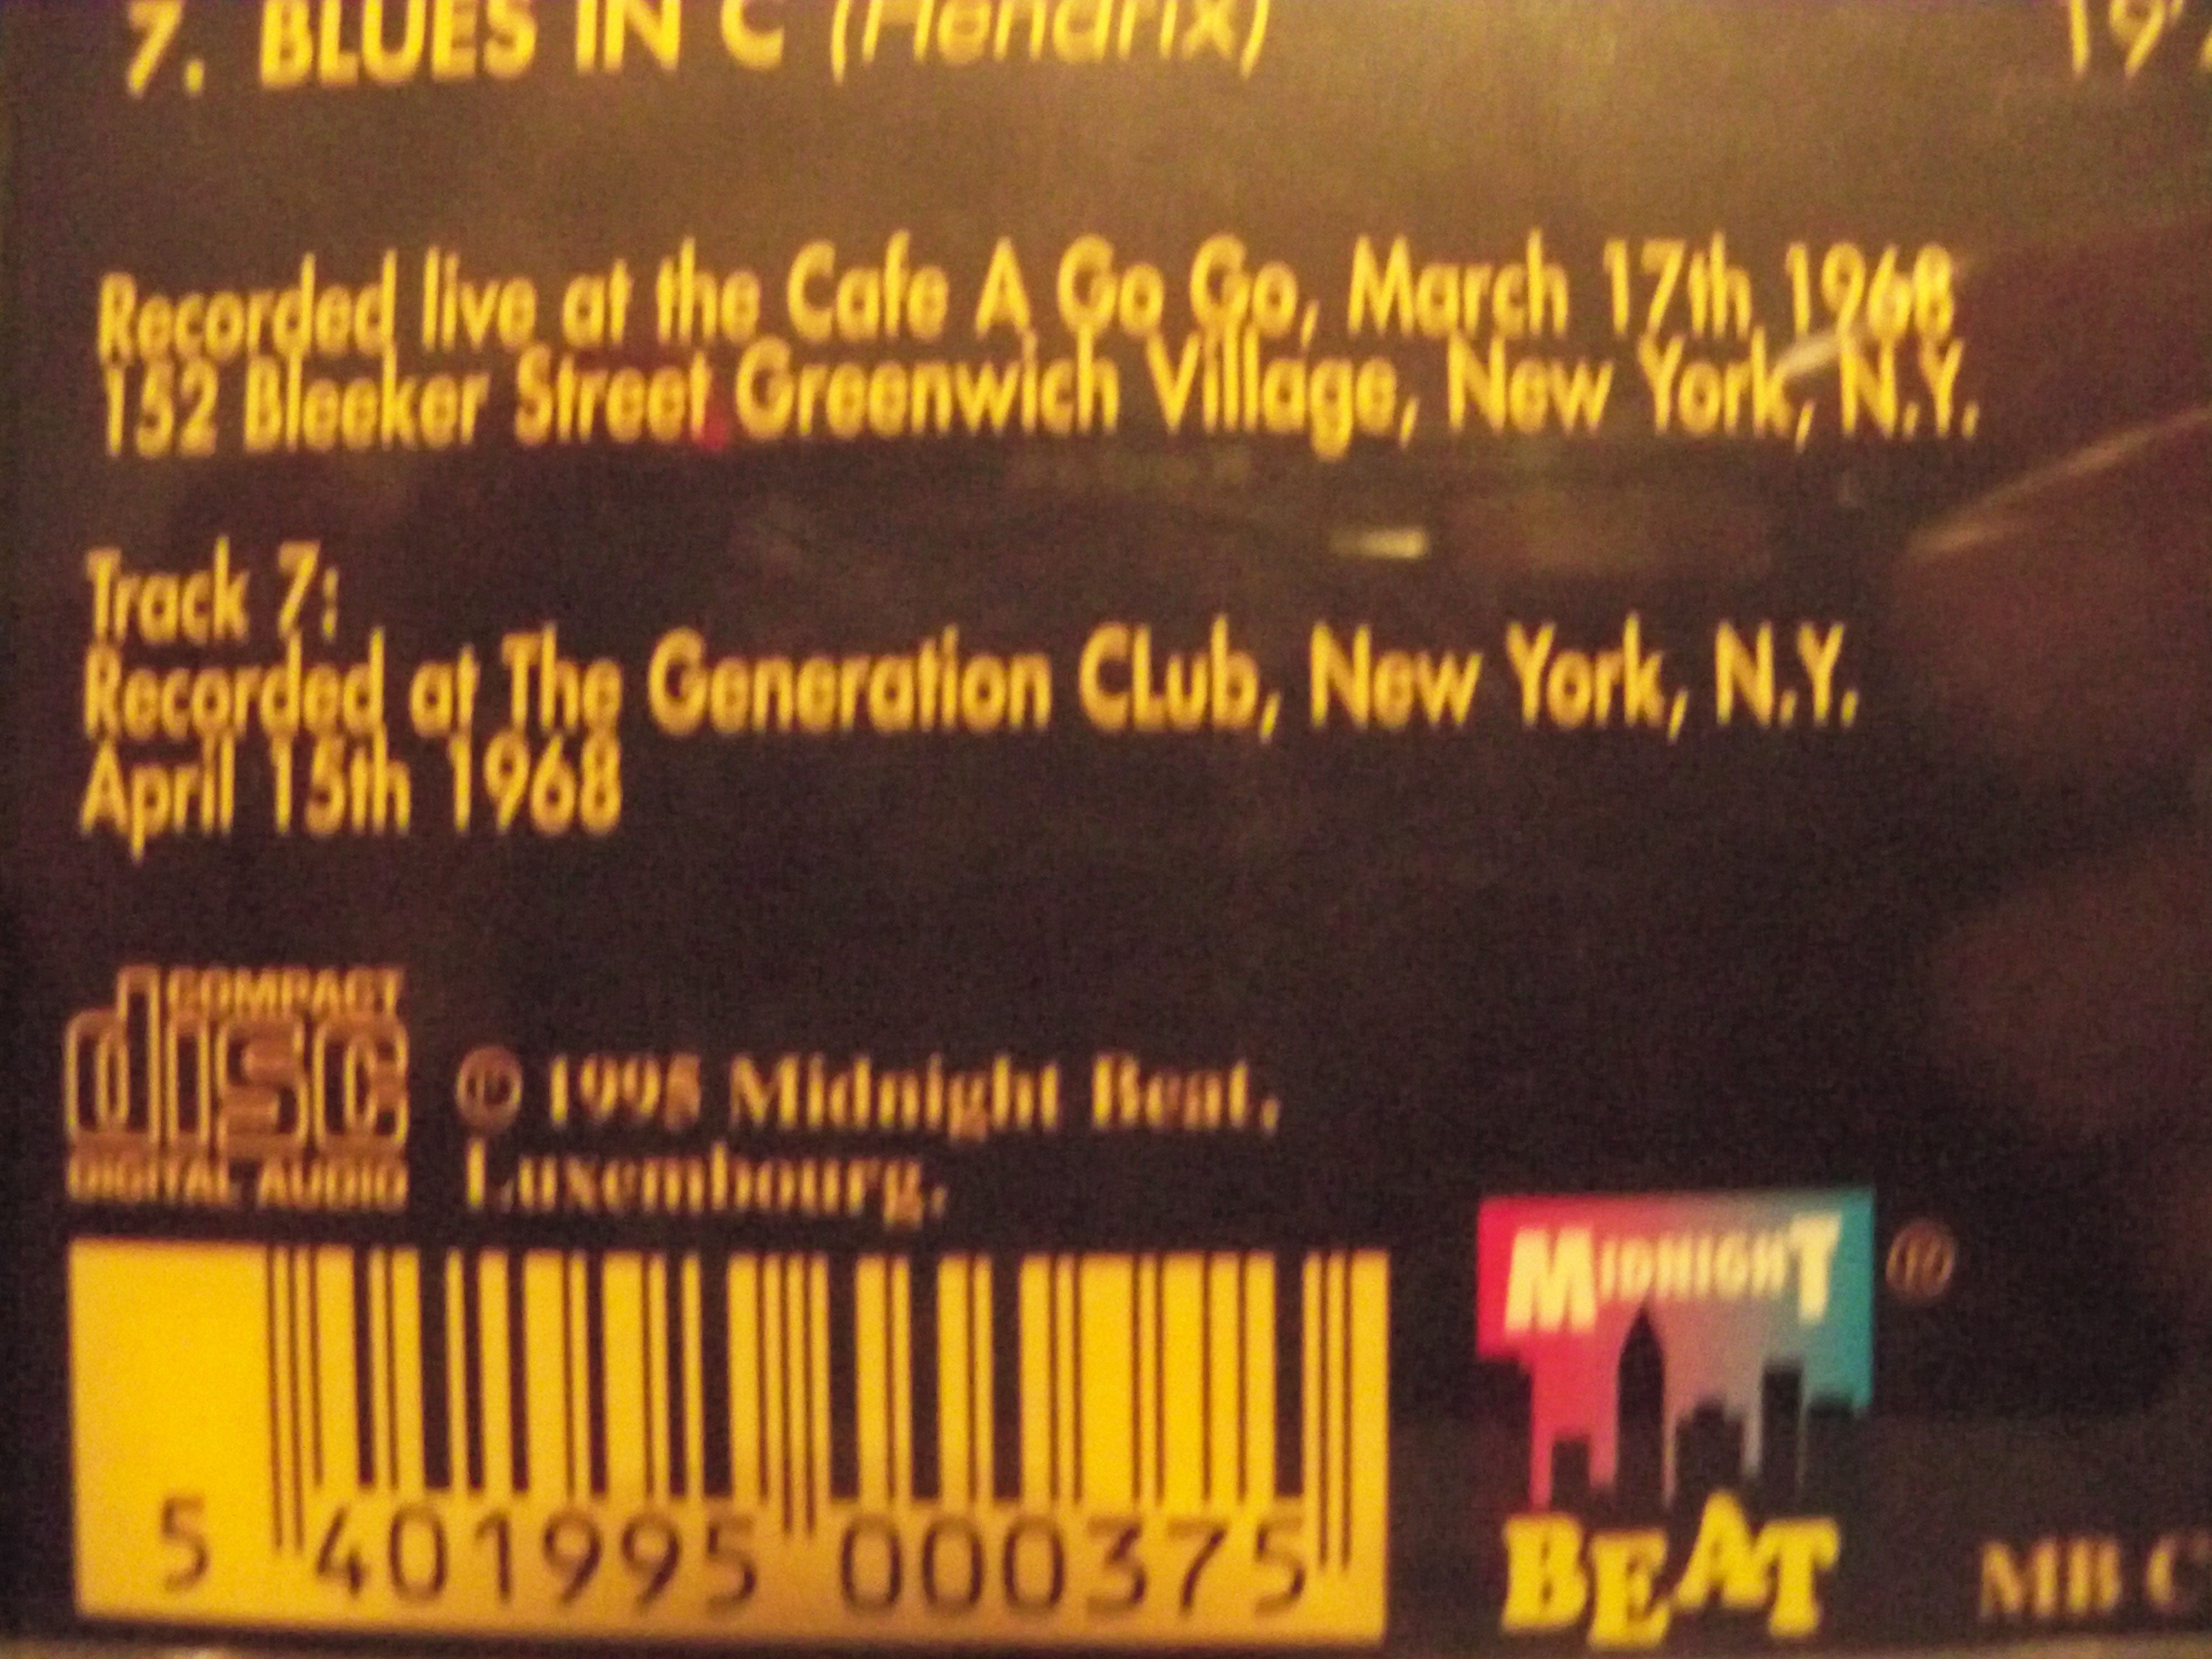 7. BLUES IN C (Hendrix) 19'
Recorded live at the Cafe A Go Go, March 17th, 1968
152 Bleeker Street Greenwich Village, New York, N.Y.
Track 7:
Recorded at The Generation CLub, New York, N.Y.
April 15th 1968
COMPACT
disc
DIGITAL AUDIO
1995 Midnight Beat,
Luxembourg.
MIDNIGHT
BEAT
5 401995 000375
MB